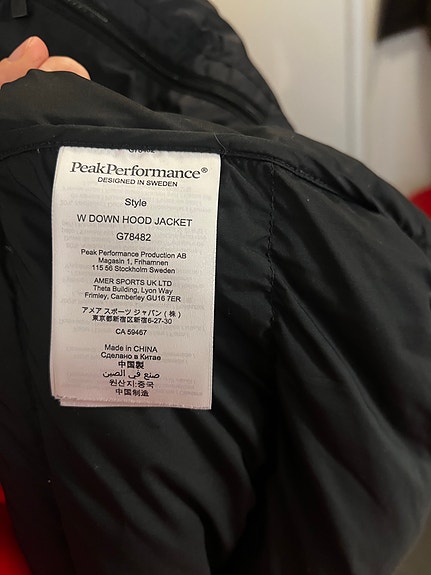 G78482
PeakPerformance®
DESIGNED IN SWEDEN
Style
W DOWN HOOD JACKET
G78482
Peak Performance Production AB
Magasin 1, Frihamnen
115 56 Stockholm Sweden
AMER SPORTS UK LTD
Theta Building, Lyon Way
Frimley, Camberley GU16 7ER
アメア スポーツ ジャパン (株)
東京都新宿区新宿6-27-30
CA 59467
Made in CHINA
Сделано в Китае
中國製
صنع في الصين
원산지:중국
中国制造